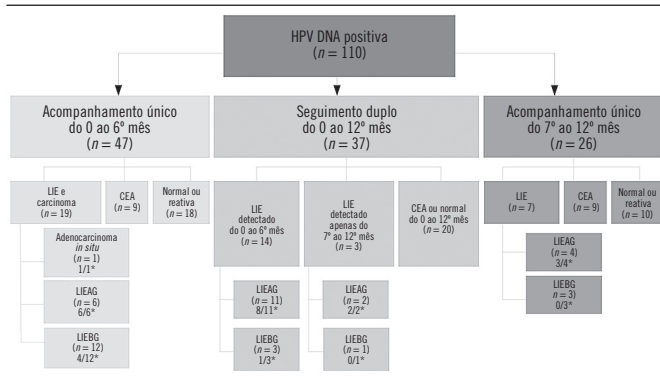 HPV DNA positiva
(n = 110)
Acompanhamento único
do 0 ao 6º mês
(n = 47)
Seguimento duplo
do 0 ao 12º mês
(n = 37)
Acompanhamento único
do 7º ao 12º mês
(n = 26)
LIE e
carcinoma
(n = 19)
CEA
(n = 9)
Normal ou
reativa
(n = 18)
Adenocarcinoma
in situ
(n = 1)
1/1*
LIEAG
(n = 6)
6/6*
LIEBG
(n = 12)
4/12*
LIE
detectado
do 0 ao 6º mês
(n = 14)
LIE
detectado
apenas do
7º ao 12º mês
(n = 3)
CEA ou normal
do 0 ao 12º mês
(n = 20)
LIEAG
(n = 11)
8/11*
LIEBG
(n = 3)
1/3*
LIEAG
(n = 2)
2/2*
LIEBG
(n = 1)
0/1*
LIE
(n = 7)
CEA
(n = 9)
Normal ou
reativa
(n = 10)
LIEAG
(n = 4)
3/4*
LIEBG
(n = 3)
0/3*